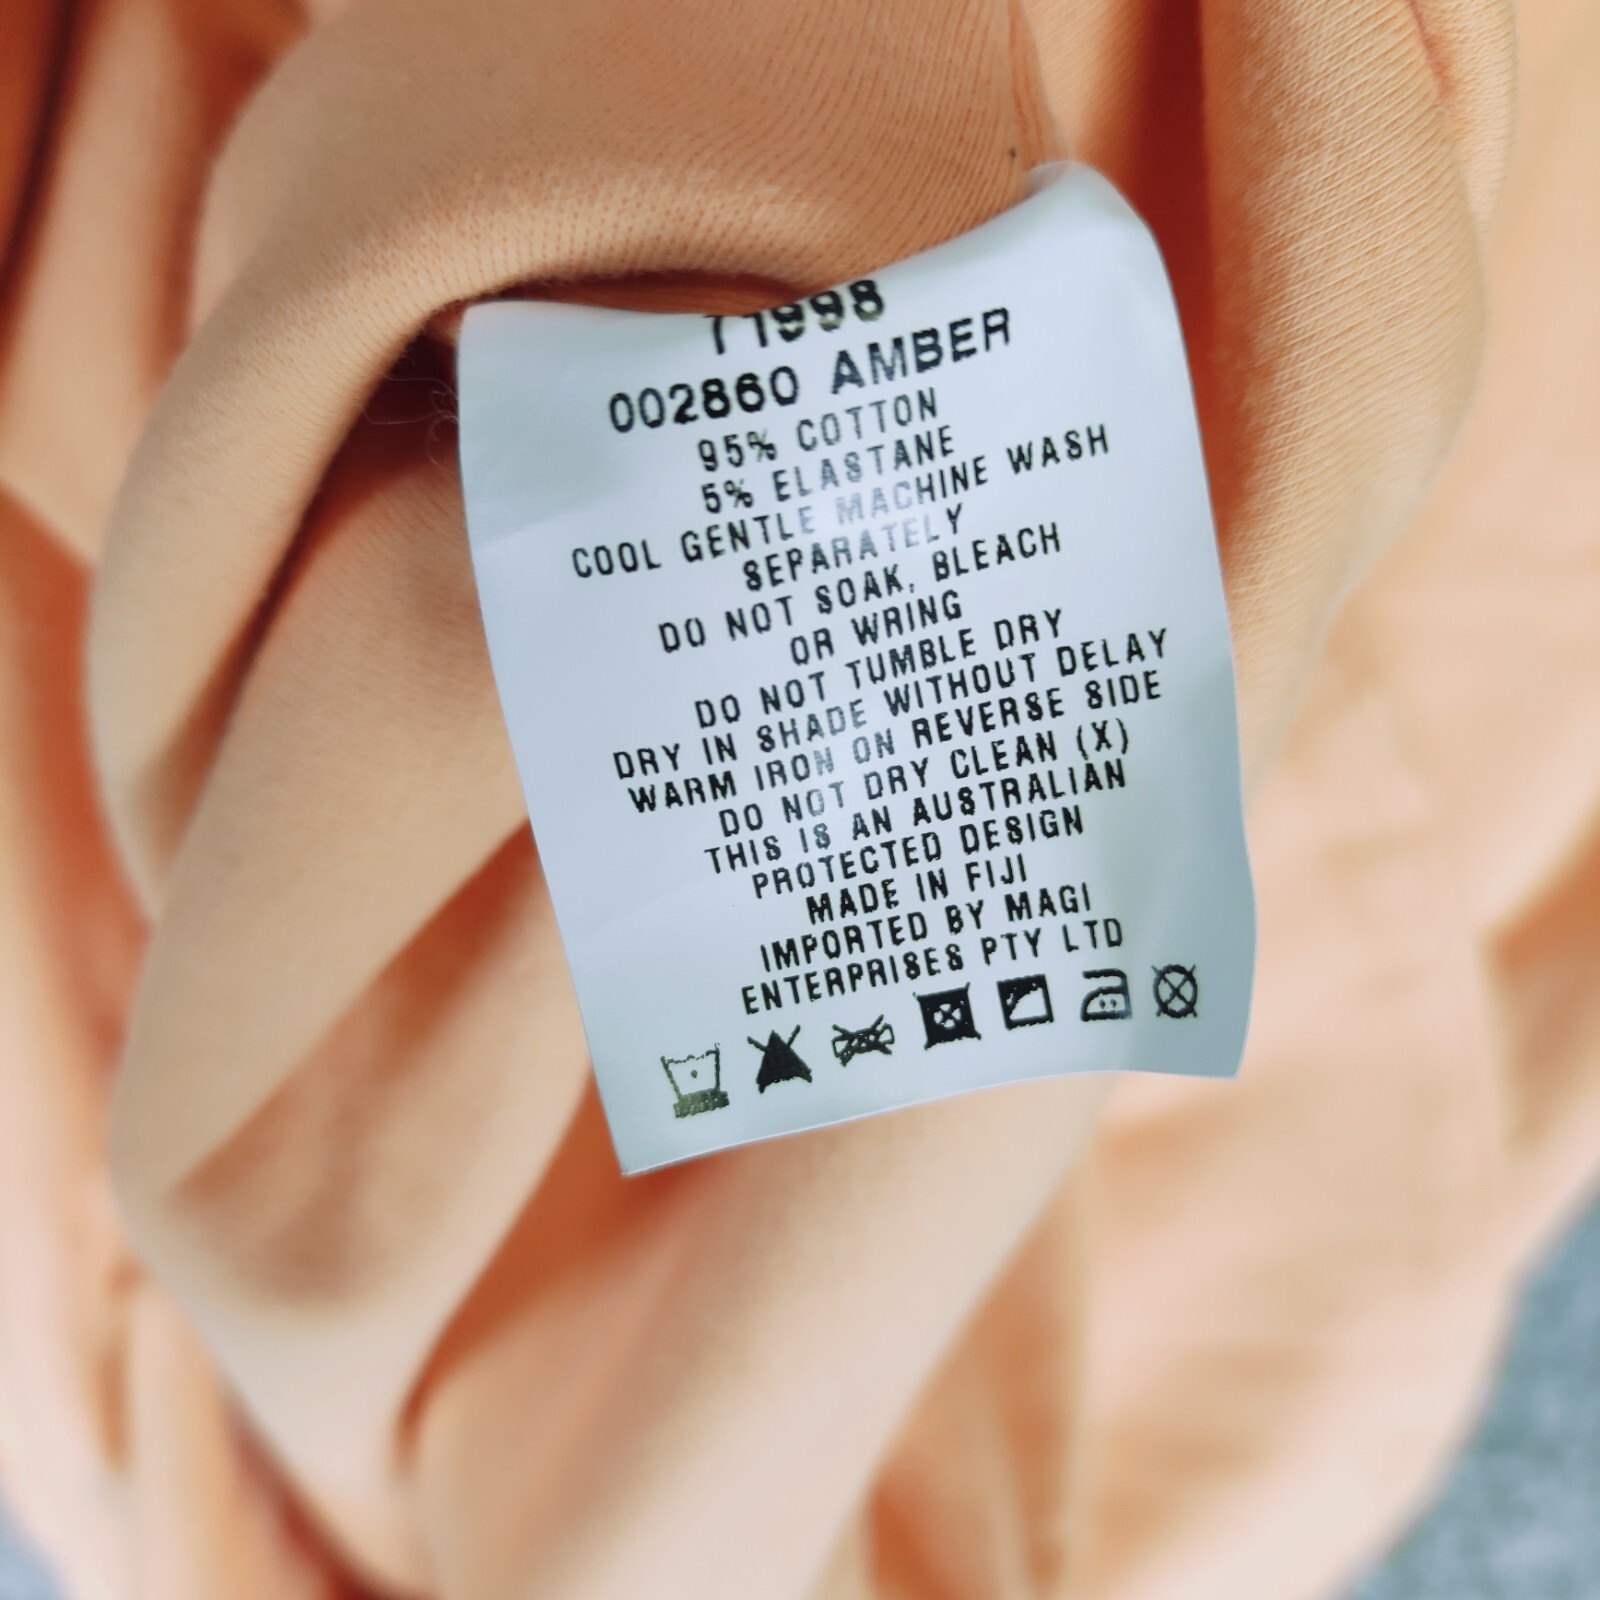 71998
002860 AMBER
95% COTTON
5% ELASTANE
COOL GENTLE MACHINE WASH
SEPARATELY
DO NOT SOAK, BLEACH
OR WRING
DO NOT TUMBLE DRY
DRY IN SHADE WITHOUT DELAY
WARM IRON ON REVERSE SIDE
DO NOT DRY CLEAN (X)
THIS IS AN AUSTRALIAN
PROTECTED DESIGN
MADE IN FIJI
IMPORTED BY MAGI
ENTERPRISES PTY LTD